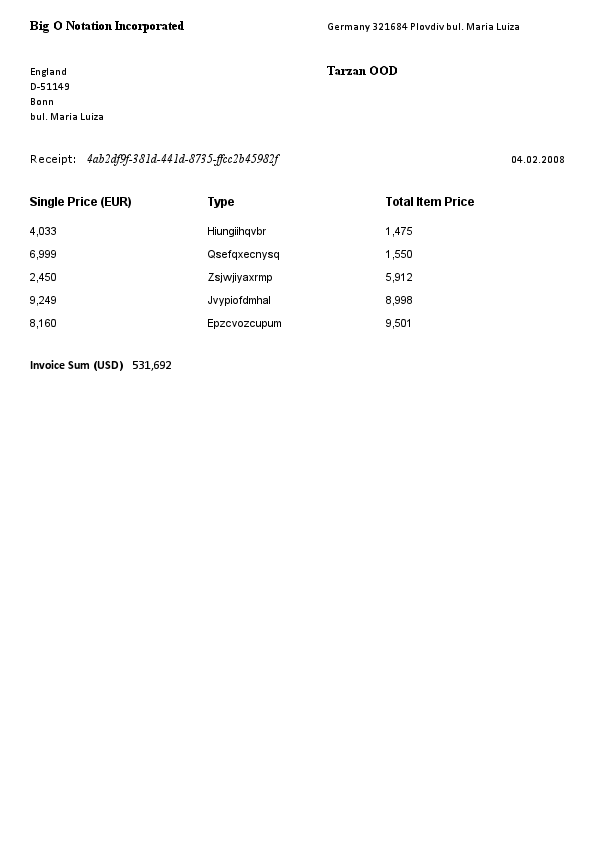 Big O Notation Incorporated
Germany 321684 Plovdiv bul. Maria Luiza
England
D-51149
Bonn
bul. Maria Luiza
Tarzan OOD
Receipt: 4ab2df9f-381d-441d-8735-ffcc2b45982f 04.02.2008
Single Price (EUR) Type Total Item Price
4,033 Hiungiihqvbr 1,475
6,999 Qsefqxecnysq 1,550
2,450 Zsjwjiyaxrmp 5,912
9,249 Jvypiofdmhal 8,998
8,160 Epzcvozcupum 9,501
Invoice Sum (USD) 531,692